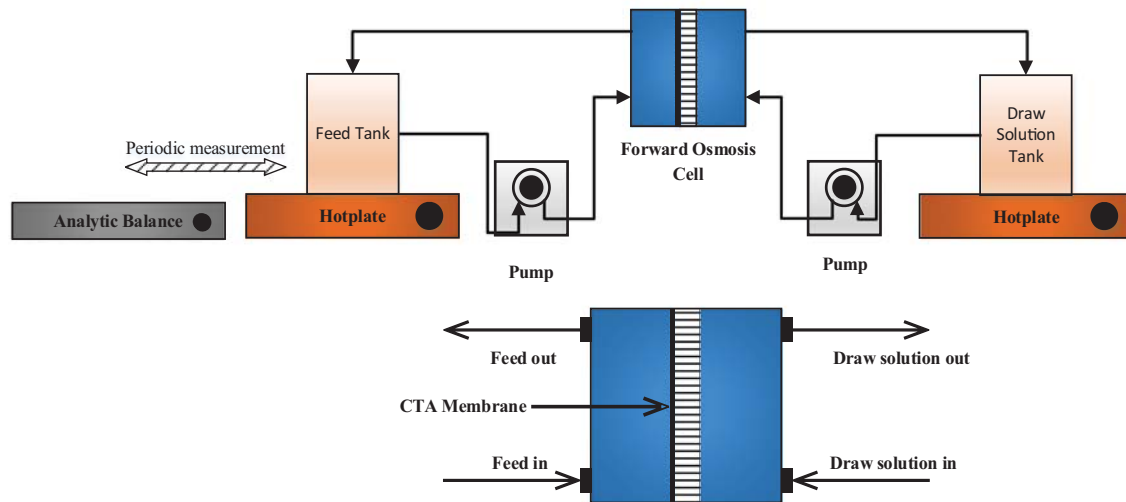 Feed Tank
Draw
Solution
Tank
Periodic measurement
Forward Osmosis
Cell
Analytic Balance
Hotplate
Hotplate
Pump
Pump
Feed out
Draw solution out
CTA Membrane
Feed in
Draw solution in